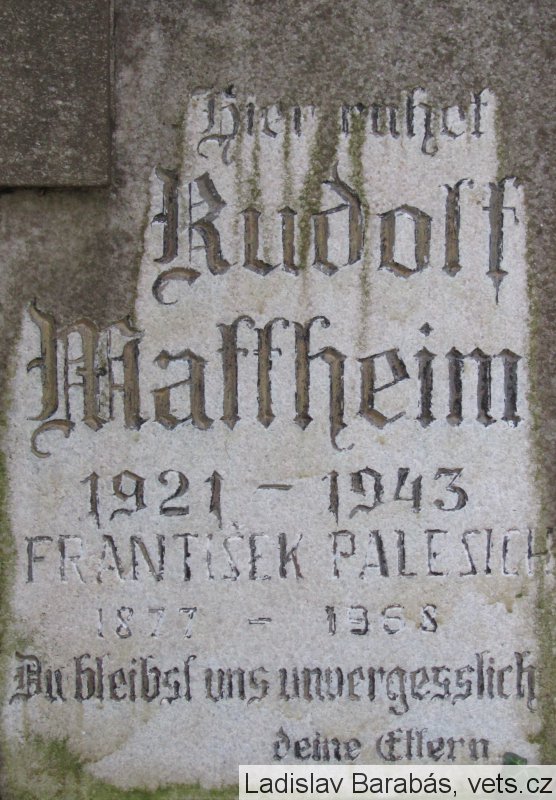 Hier ruhet
Rudolf
Maffheim
1921 - 1943
FRANTIŠEK PALESICH
1877 - 1958
Du bleibst uns unvergesslich
deine Eltern
Ladislav Barabás, vets.cz